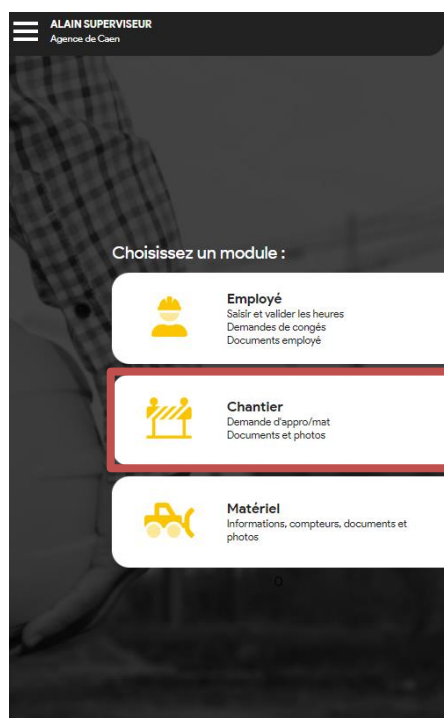 ALAIN SUPERVISEUR
Agence de Caen
Choisissez un module :
Employé
Saisir et valider les heures
Demandes de congés
Documents employé
Chantier
Demande d'appro/mat
Documents et photos
Matériel
Informations, compteurs, documents et
photos
0